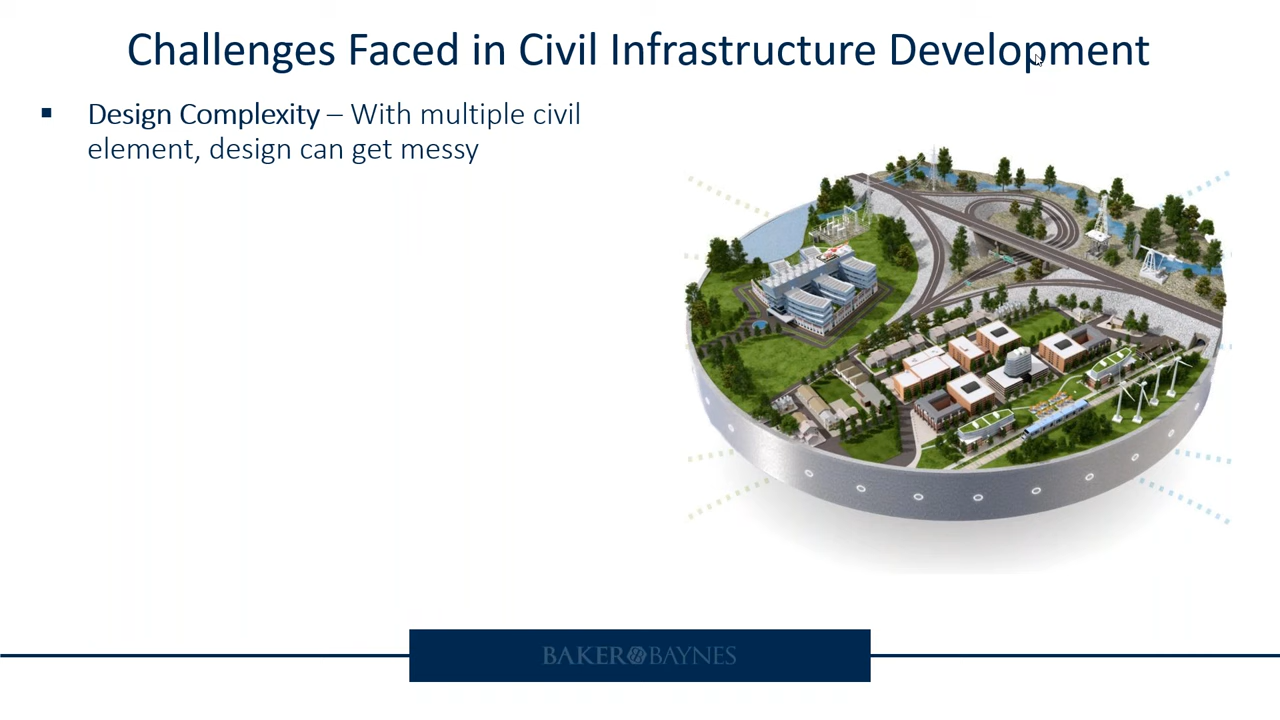 Challenges Faced in Civil Infrastructure Development
▪ Design Complexity – With multiple civil
element, design can get messy
BAKER BAYNES